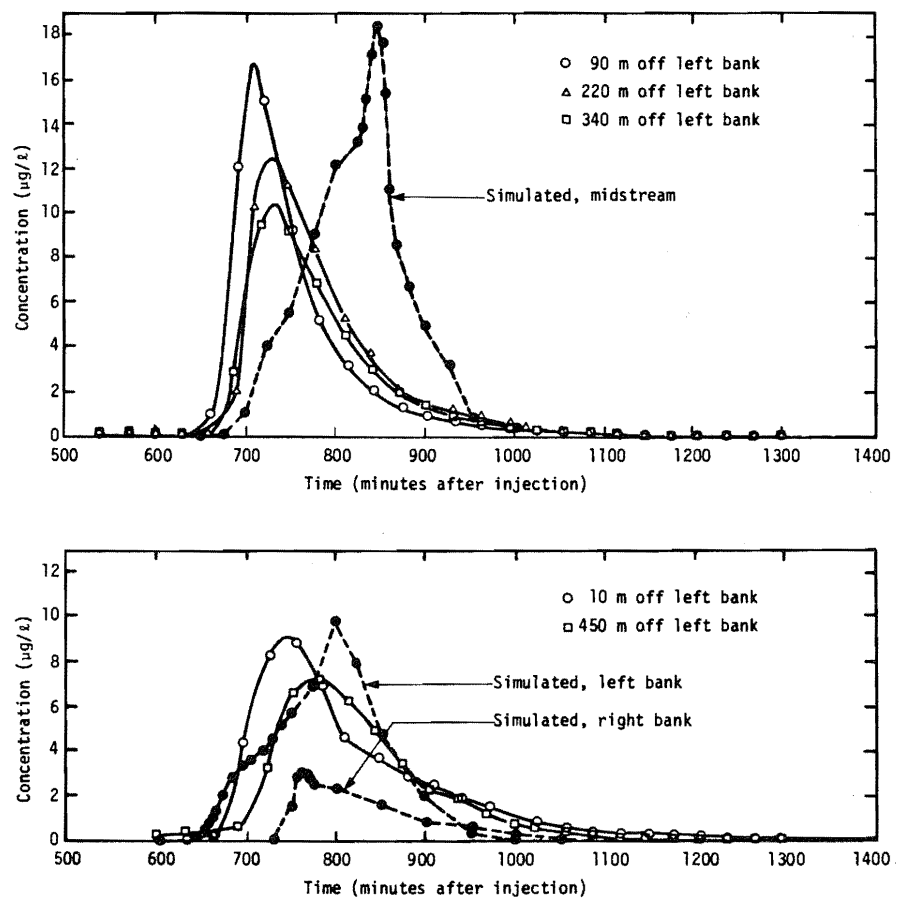 18
16
14
12
10
8
6
4
2
0
Concentration (μg/ℓ)
○ 90 m off left bank
△ 220 m off left bank
□ 340 m off left bank
Simulated, midstream
500 600 700 800 900 1000 1100 1200 1300 1400
Time (minutes after injection)
12
10
8
6
4
2
0
Concentration (μg/ℓ)
○ 10 m off left bank
□ 450 m off left bank
Simulated, left bank
Simulated, right bank
500 600 700 800 900 1000 1100 1200 1300 1400
Time (minutes after injection)